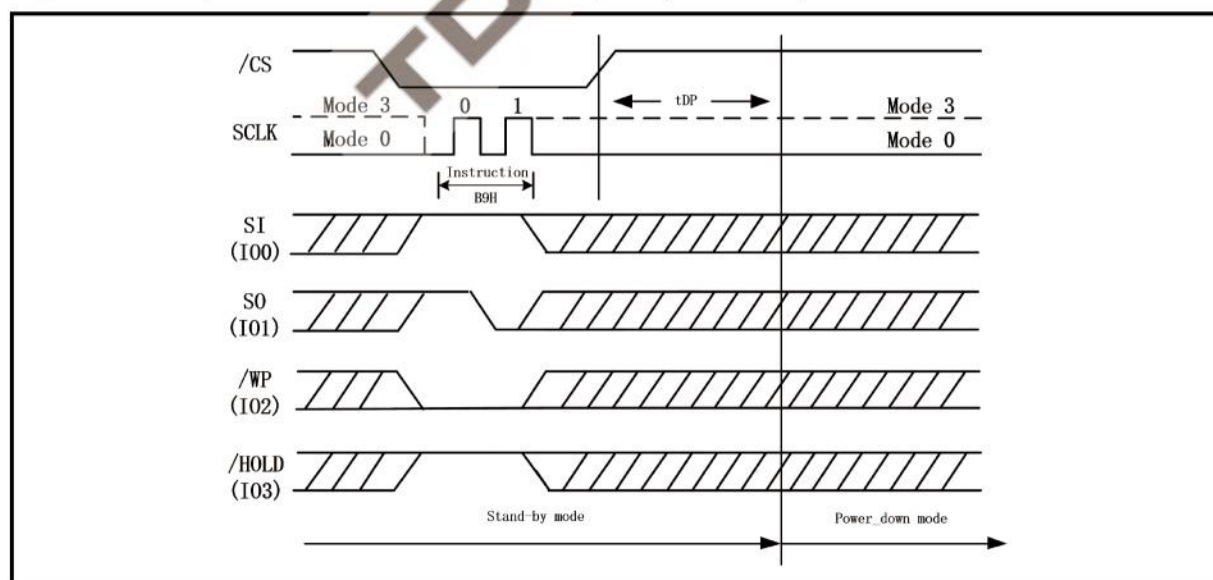 TD
/CS
tDP
Mode 3 0 1 Mode 3
SCLK
Mode 0 Mode 0
Instruction
B9H
SI
(IO0)
SO
(IO1)
/WP
(IO2)
/HOLD
(IO3)
Stand-by mode Power_down mode